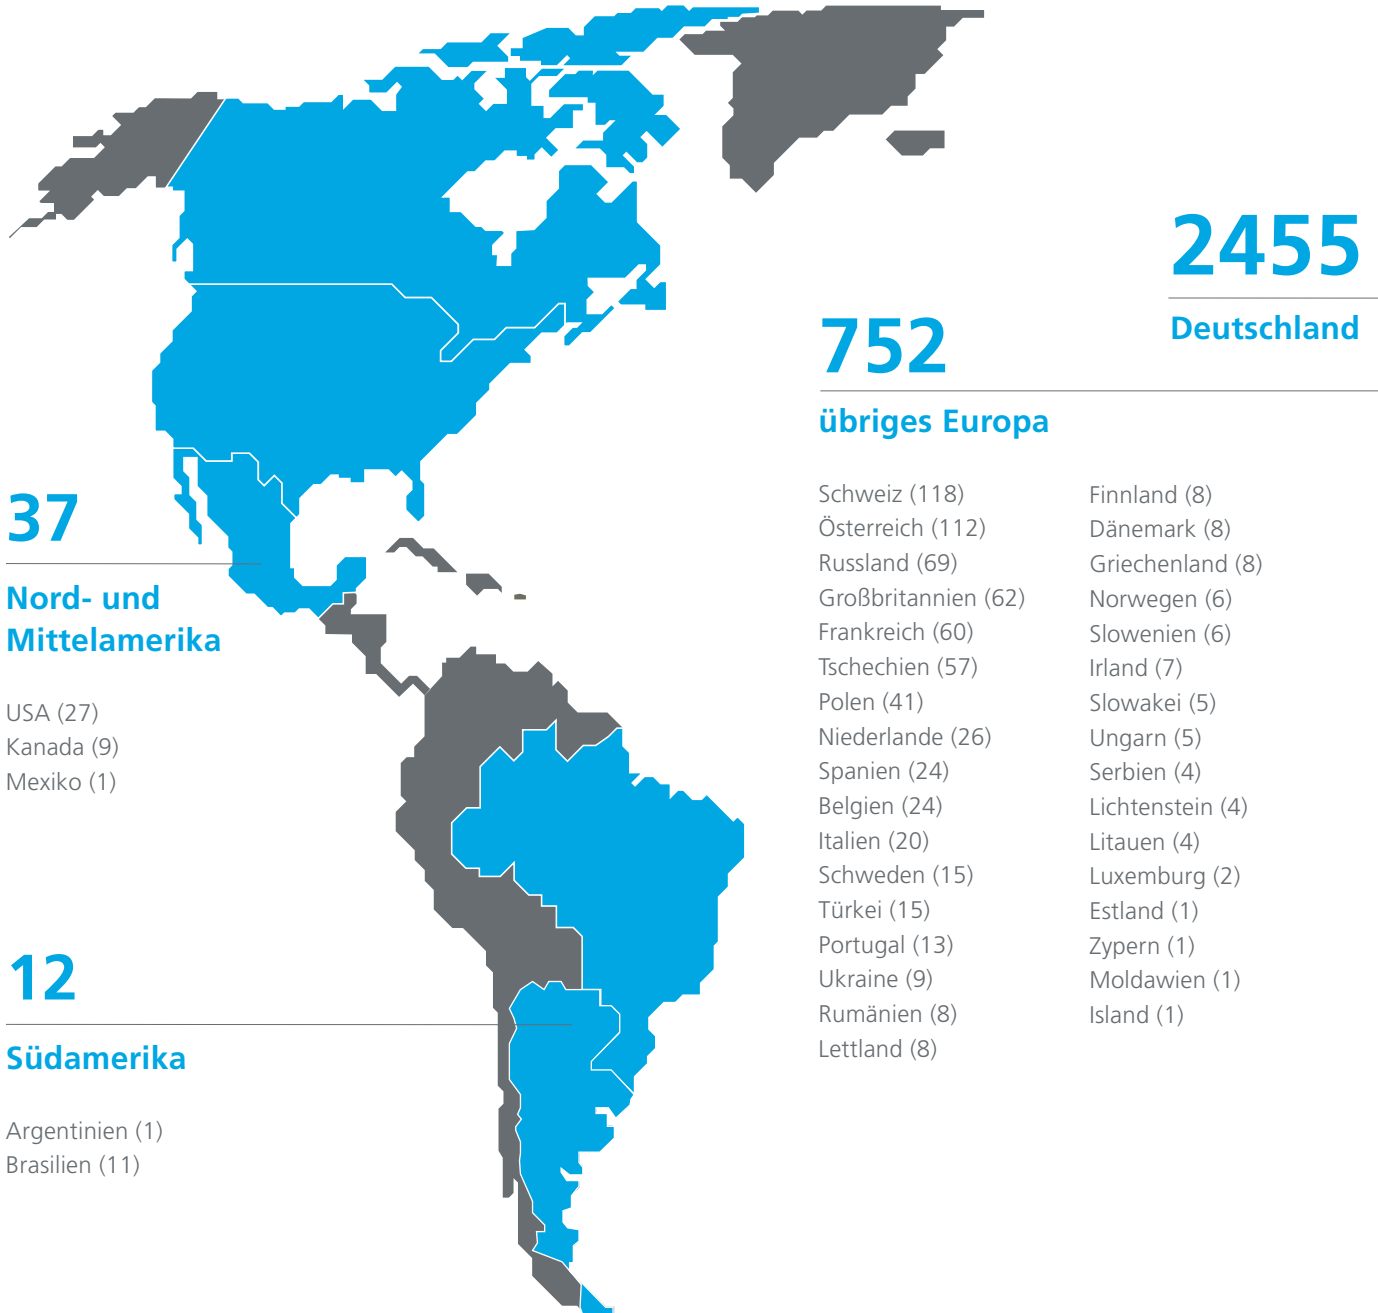 2455
Deutschland
752
übriges Europa
Schweiz (118)
Österreich (112)
Russland (69)
Großbritannien (62)
Frankreich (60)
Tschechien (57)
Polen (41)
Niederlande (26)
Spanien (24)
Belgien (24)
Italien (20)
Schweden (15)
Türkei (15)
Portugal (13)
Ukraine (9)
Rumänien (8)
Lettland (8)
Finnland (8)
Dänemark (8)
Griechenland (8)
Norwegen (6)
Slowenien (6)
Irland (7)
Slowakei (5)
Ungarn (5)
Serbien (4)
Lichtenstein (4)
Litauen (4)
Luxemburg (2)
Estland (1)
Zypern (1)
Moldawien (1)
Island (1)
37
Nord- und
Mittelamerika
USA (27)
Kanada (9)
Mexiko (1)
12
Südamerika
Argentinien (1)
Brasilien (11)